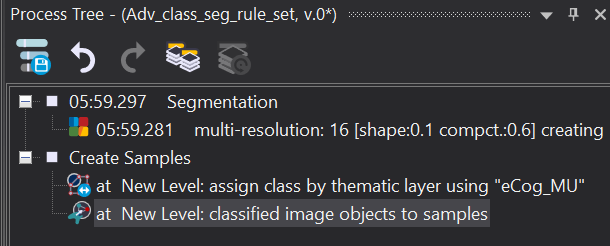 Process Tree - (Adv_class_seg_rule_set, v.0*)
05:59.297 Segmentation
05:59.281 multi-resolution: 16 [shape:0.1 compct.:0.6] creating
Create Samples
at New Level: assign class by thematic layer using "eCog_MU"
at New Level: classified image objects to samples